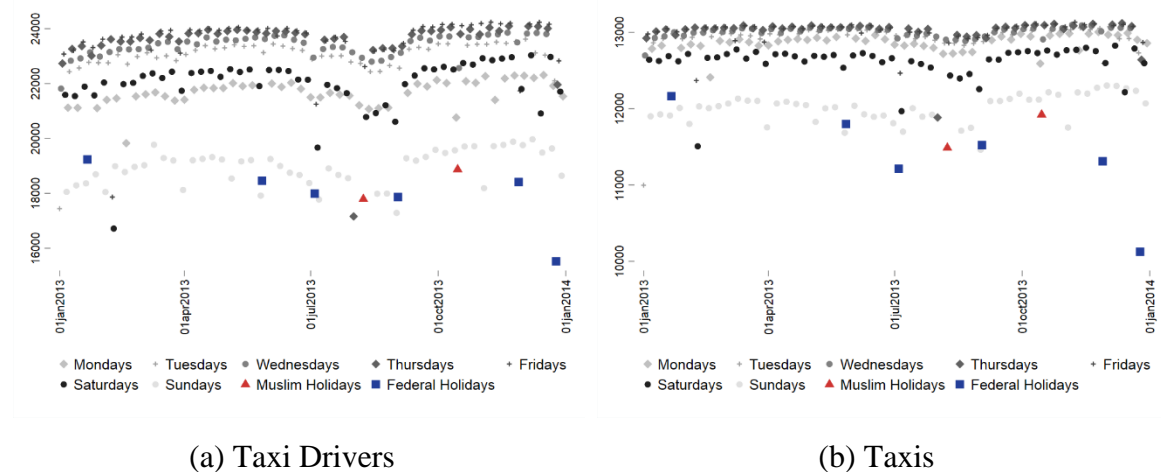 24000
22000
20000
18000
16000
01jan2013
01apr2013
01jul2013
01oct2013
01jan2014
Mondays Tuesdays Wednesdays Thursdays Fridays
Saturdays Sundays Muslim Holidays Federal Holidays
(a) Taxi Drivers
13000
12000
11000
10000
01jan2013
01apr2013
01jul2013
01oct2013
01jan2014
Mondays Tuesdays Wednesdays Thursdays Fridays
Saturdays Sundays Muslim Holidays Federal Holidays
(b) Taxis